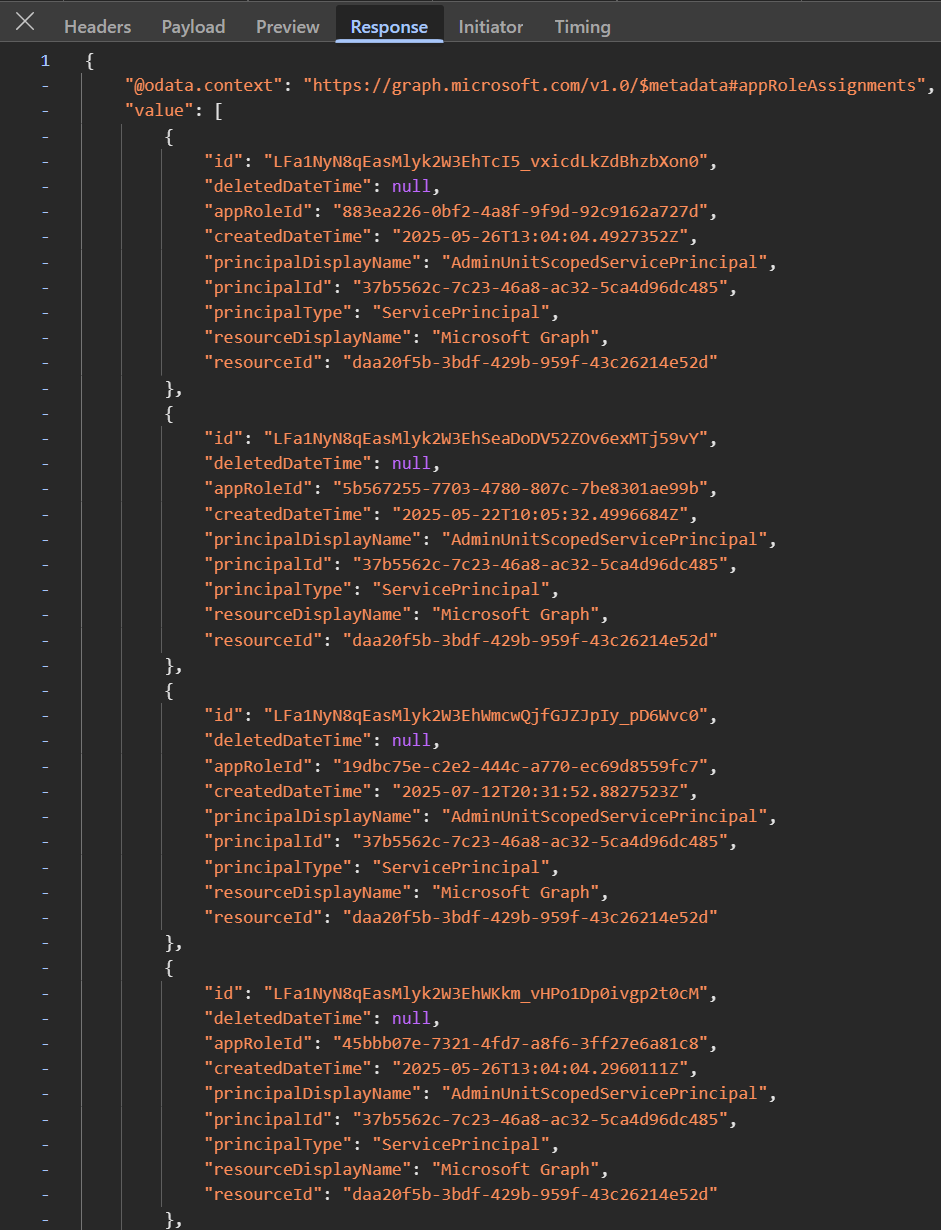 Headers Payload Preview Response Initiator Timing
1 {
- "@odata.context": "https://graph.microsoft.com/v1.0/$metadata#appRoleAssignments",
- "value": [
- {
- "id": "LFa1NyN8qEasMlyk2W3EhTcI5_vxicdLkZdBhzbXon0",
- "deletedDateTime": null,
- "appRoleId": "883ea226-0bf2-4a8f-9f9d-92c9162a727d",
- "createdDateTime": "2025-05-26T13:04:04.4927352Z",
- "principalDisplayName": "AdminUnitScopedServicePrincipal",
- "principalId": "37b5562c-7c23-46a8-ac32-5ca4d96dc485",
- "principalType": "ServicePrincipal",
- "resourceDisplayName": "Microsoft Graph",
- "resourceId": "daa20f5b-3bdf-429b-959f-43c26214e52d"
- },
- {
- "id": "LFa1NyN8qEasMlyk2W3EhSeaDoDV52ZOv6exMTj59vY",
- "deletedDateTime": null,
- "appRoleId": "5b567255-7703-4780-807c-7be8301ae99b",
- "createdDateTime": "2025-05-22T10:05:32.4996684Z",
- "principalDisplayName": "AdminUnitScopedServicePrincipal",
- "principalId": "37b5562c-7c23-46a8-ac32-5ca4d96dc485",
- "principalType": "ServicePrincipal",
- "resourceDisplayName": "Microsoft Graph",
- "resourceId": "daa20f5b-3bdf-429b-959f-43c26214e52d"
- },
- {
- "id": "LFa1NyN8qEasMlyk2W3EhWmcwQjfGJZJpIy_pD6Wvc0",
- "deletedDateTime": null,
- "appRoleId": "19dbc75e-c2e2-444c-a770-ec69d8559fc7",
- "createdDateTime": "2025-07-12T20:31:52.8827523Z",
- "principalDisplayName": "AdminUnitScopedServicePrincipal",
- "principalId": "37b5562c-7c23-46a8-ac32-5ca4d96dc485",
- "principalType": "ServicePrincipal",
- "resourceDisplayName": "Microsoft Graph",
- "resourceId": "daa20f5b-3bdf-429b-959f-43c26214e52d"
- },
- {
- "id": "LFa1NyN8qEasMlyk2W3EhWKkm_vHPo1Dp0ivgp2t0cM",
- "deletedDateTime": null,
- "appRoleId": "45bbb07e-7321-4fd7-a8f6-3ff27e6a81c8",
- "createdDateTime": "2025-05-26T13:04:04.2960111Z",
- "principalDisplayName": "AdminUnitScopedServicePrincipal",
- "principalId": "37b5562c-7c23-46a8-ac32-5ca4d96dc485",
- "principalType": "ServicePrincipal",
- "resourceDisplayName": "Microsoft Graph",
- "resourceId": "daa20f5b-3bdf-429b-959f-43c26214e52d"
- },